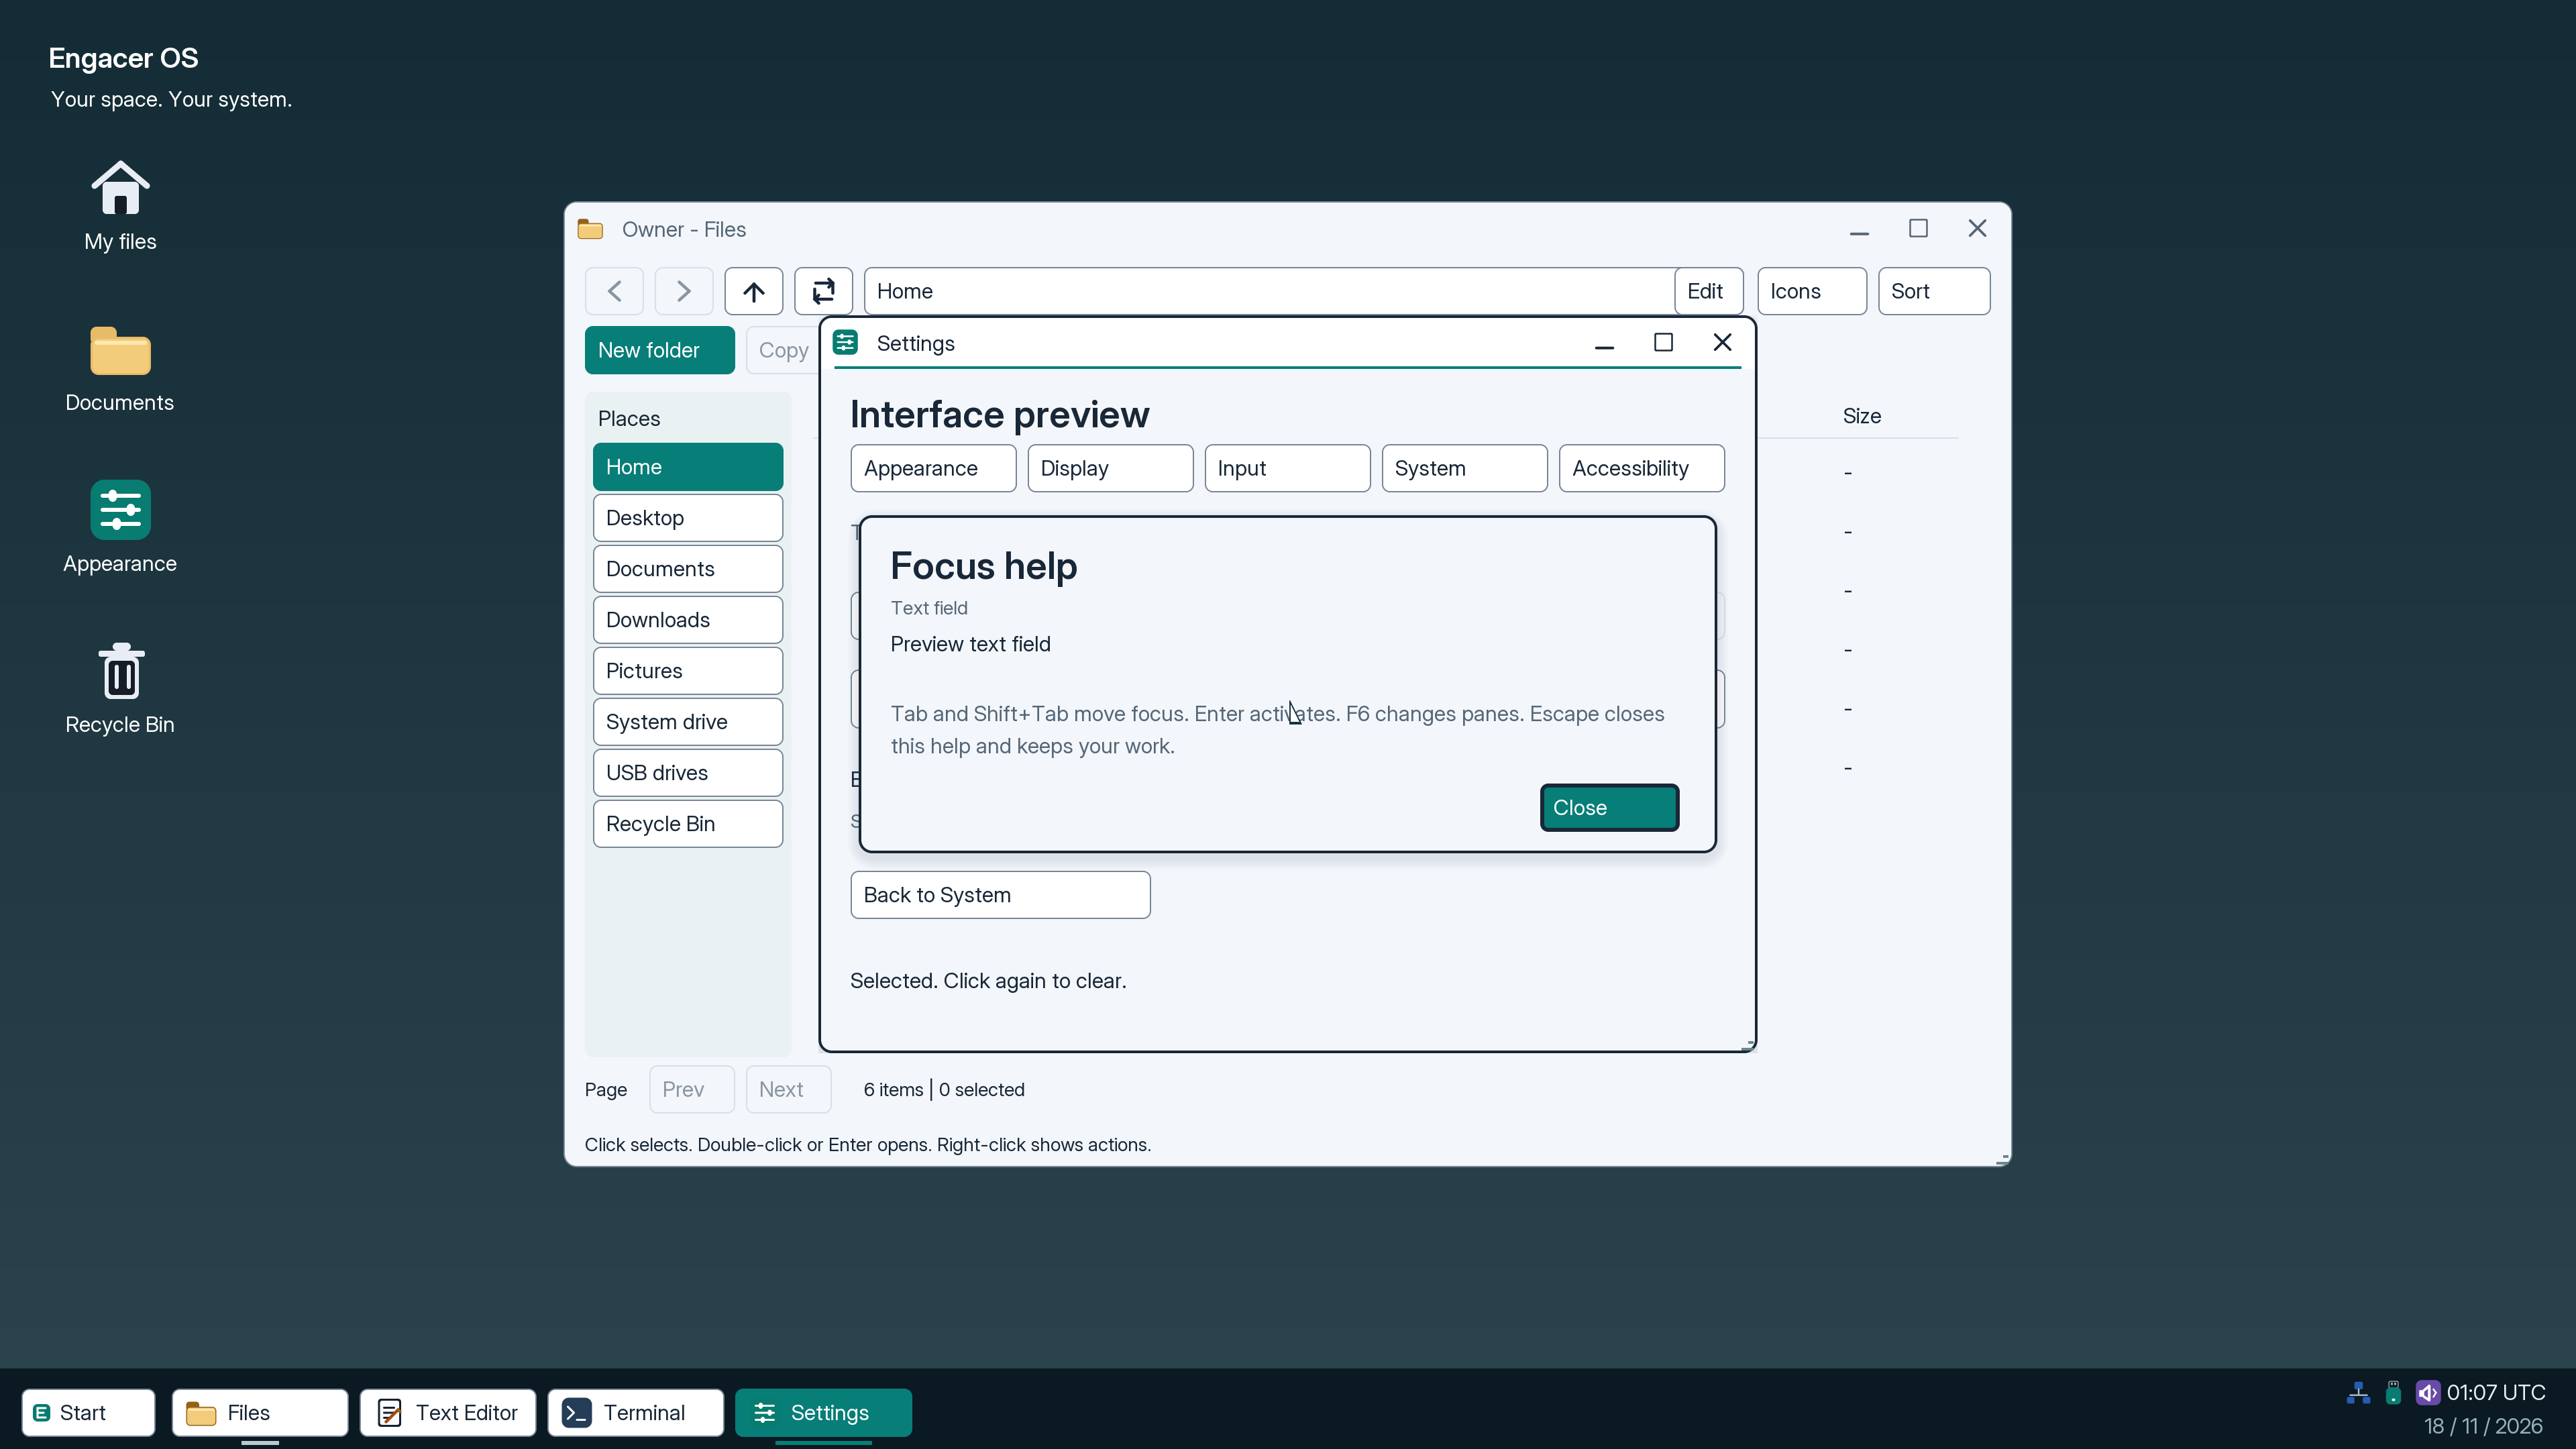 Engacer OS
Your space. Your system.
My files
Documents
Appearance
Recycle Bin
Owner - Files
Home
Edit
Icons
Sort
New folder
Copy
Settings
Interface preview
Appearance
Display
Input
System
Accessibility
Places
Home
Desktop
Documents
Downloads
Pictures
System drive
USB drives
Recycle Bin
Size
-
-
-
-
-
-
Focus help
Text field
Preview text field
Tab and Shift+Tab move focus. Enter activates. F6 changes panes. Escape closes
this help and keeps your work.
Close
Back to System
Selected. Click again to clear.
Page
Prev
Next
6 items | 0 selected
Click selects. Double-click or Enter opens. Right-click shows actions.
Start
Files
Text Editor
Terminal
Settings
01:07 UTC
18 / 11 / 2026